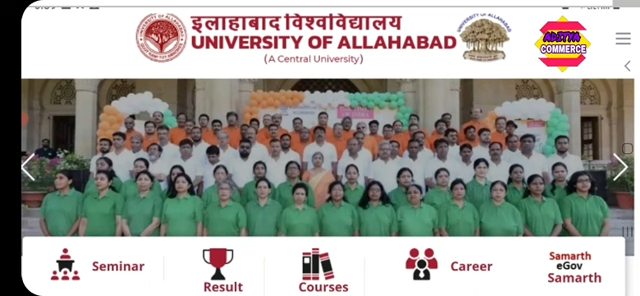 इलाहाबाद विश्वविद्यालय
UNIVERSITY OF ALLAHABAD
(A Central University)
ADITYA
COMMERCE
Seminar
Result
Courses
Career
Samarth
eGov
Samarth